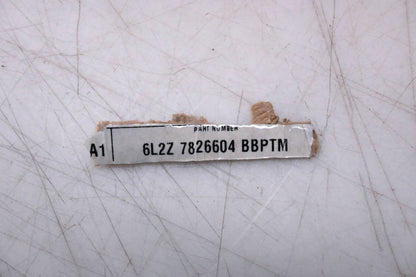 PART NUMBER
A1 6L2Z 7826604 BBPTM